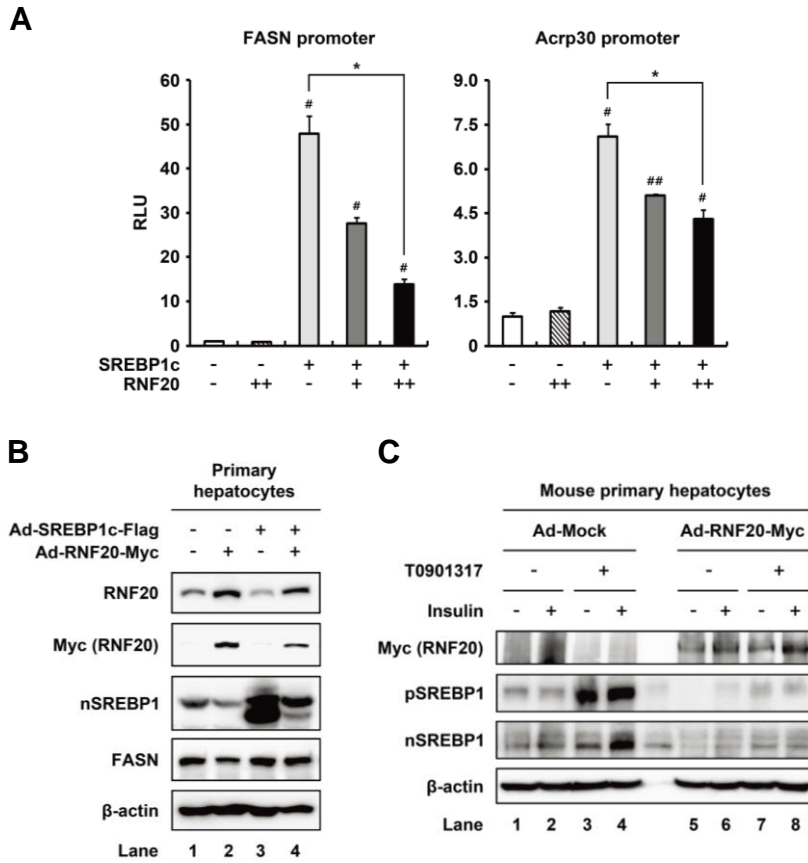 A
FASN promoter
Acrp30 promoter
RLU
60
50
40
30
20
10
0
# # # *
9.0
7.5
6.0
4.5
3.0
1.5
0
# ## # *
SREBP1c - - + + + - - + + +
RNF20 - ++ - + ++ - ++ - + ++
B
Primary
hepatocytes
Ad-SREBP1c-Flag - - + +
Ad-RNF20-Myc - + - +
RNF20
Myc (RNF20)
nSREBP1
FASN
β-actin
Lane 1 2 3 4
C
Mouse primary hepatocytes
Ad-Mock Ad-RNF20-Myc
T0901317 - + - +
Insulin - + - + - + - +
Myc (RNF20)
pSREBP1
nSREBP1
β-actin
Lane 1 2 3 4 5 6 7 8